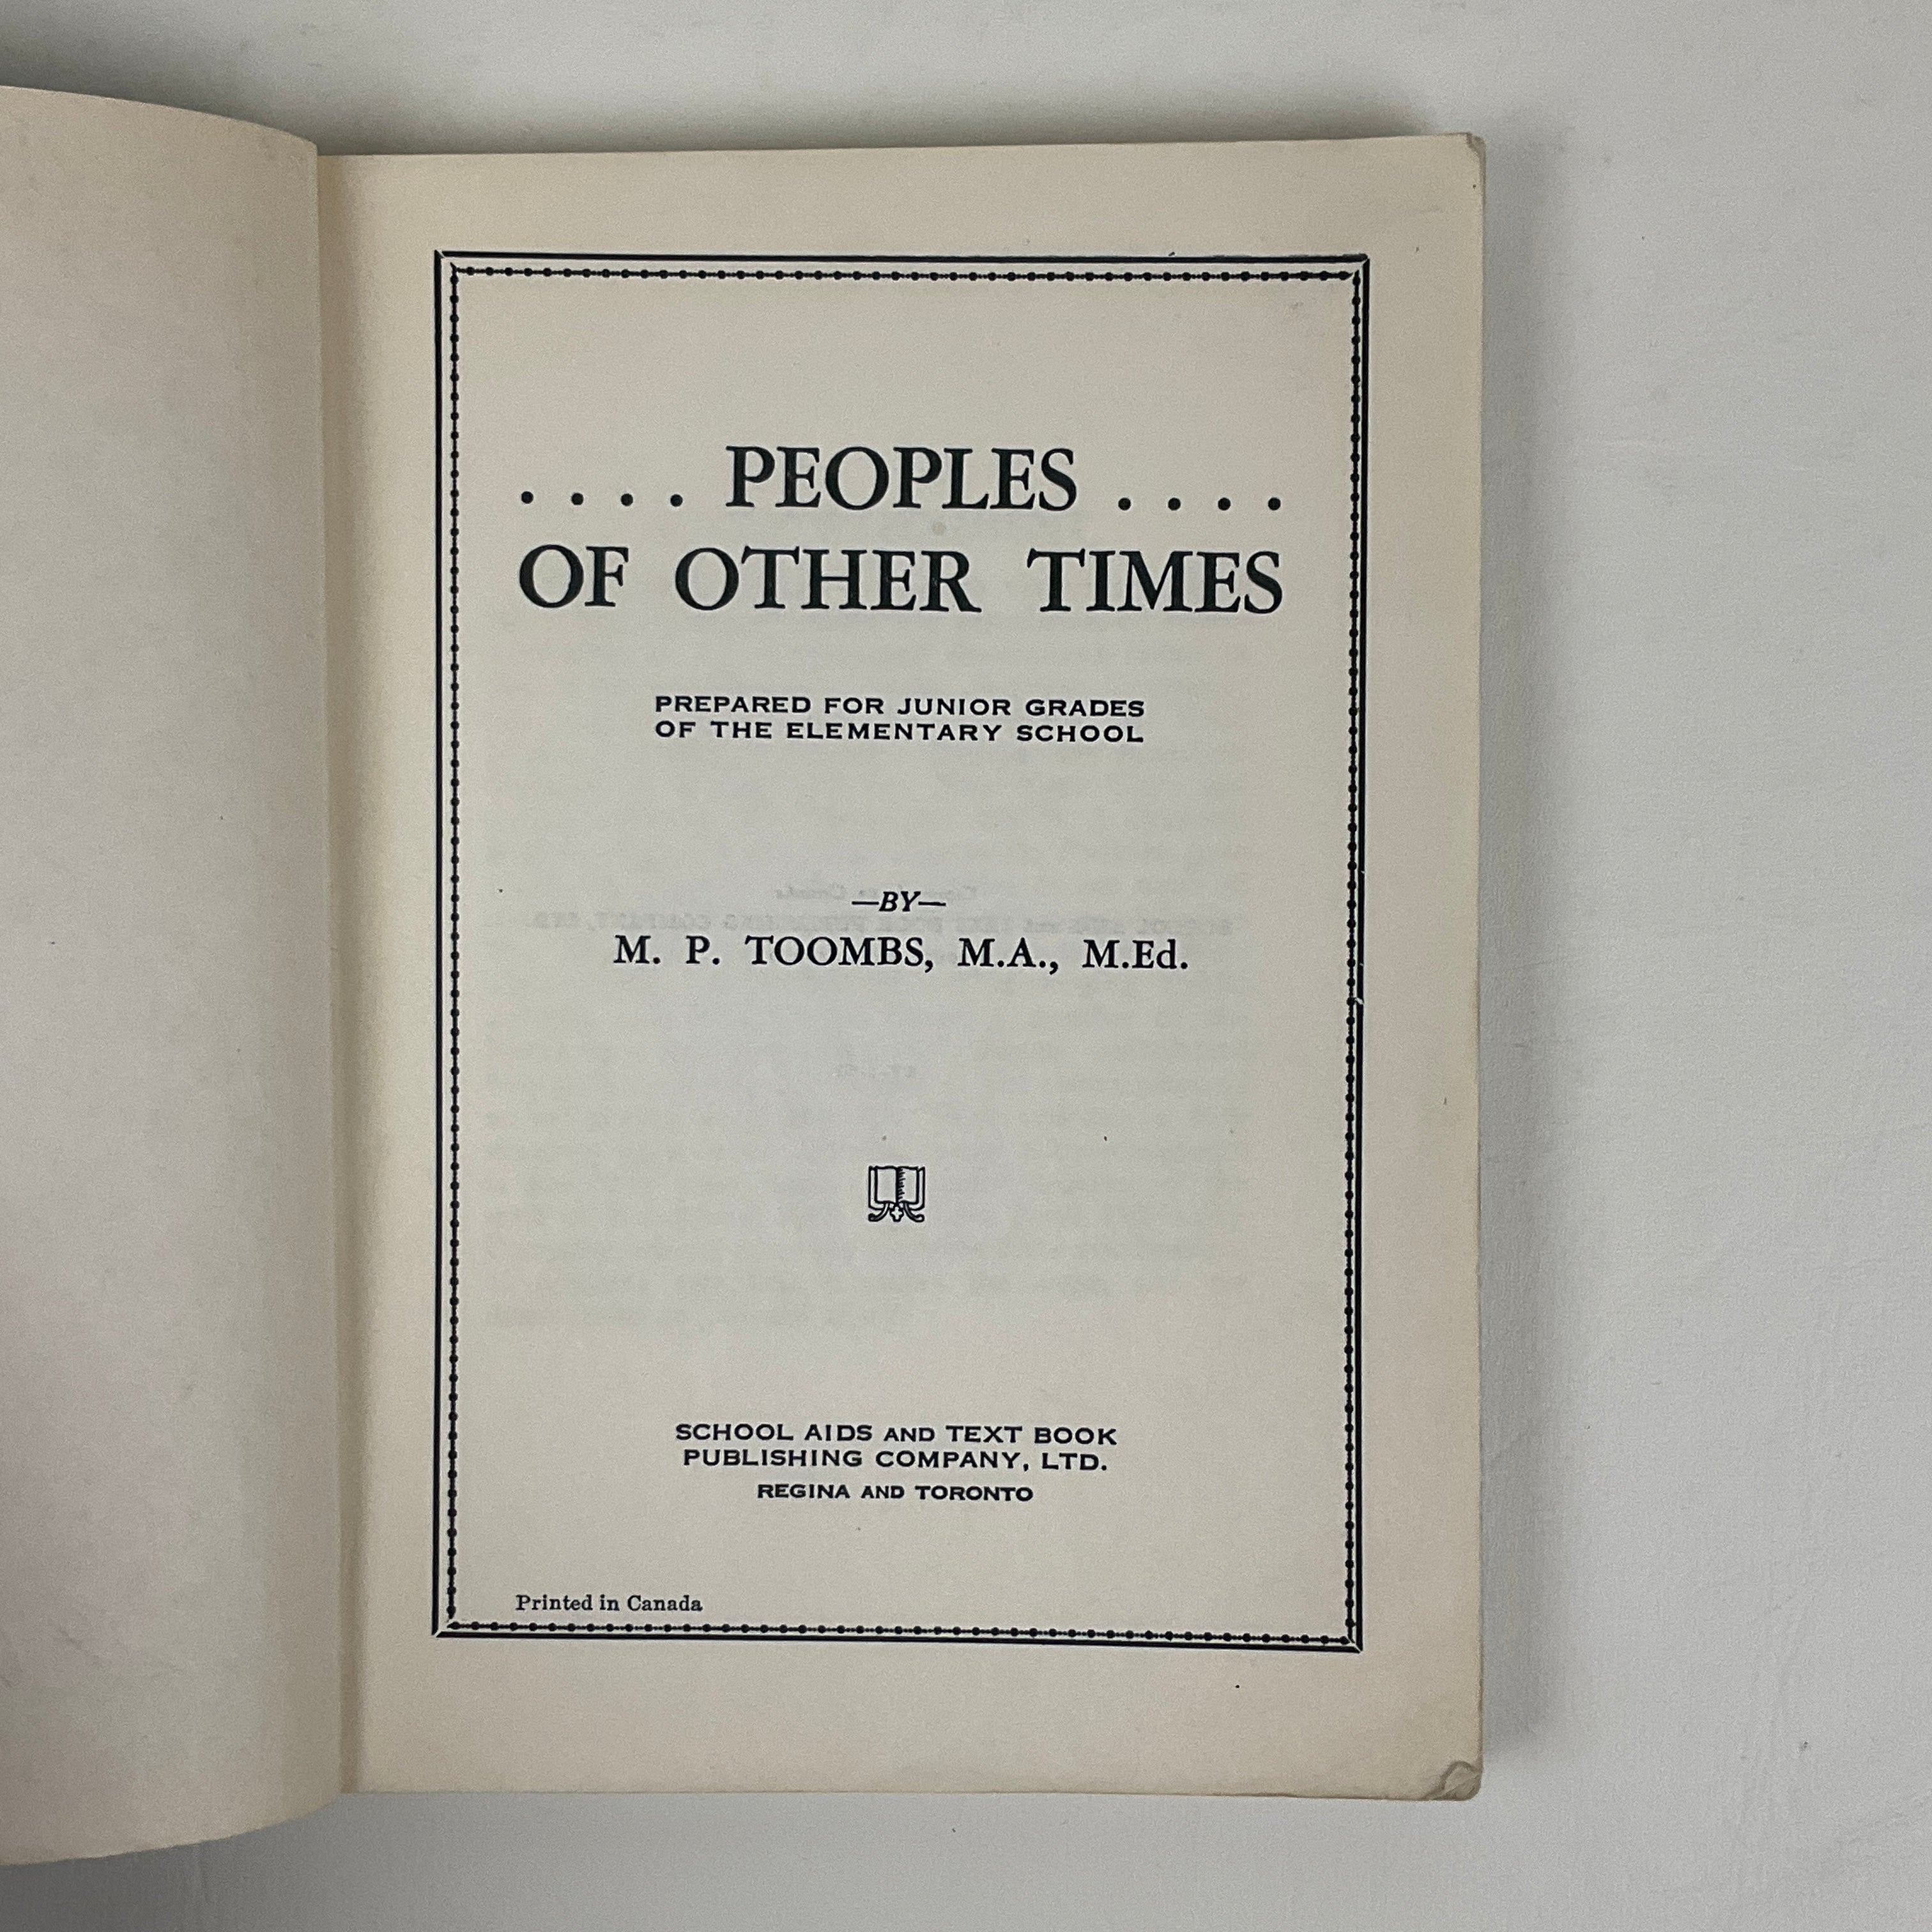 . . . . PEOPLES . . . .
OF OTHER TIMES
PREPARED FOR JUNIOR GRADES
OF THE ELEMENTARY SCHOOL
—BY—
M. P. TOOMBS, M.A., M.Ed.
SCHOOL AIDS AND TEXT BOOK
PUBLISHING COMPANY, LTD.
REGINA AND TORONTO
Printed in Canada